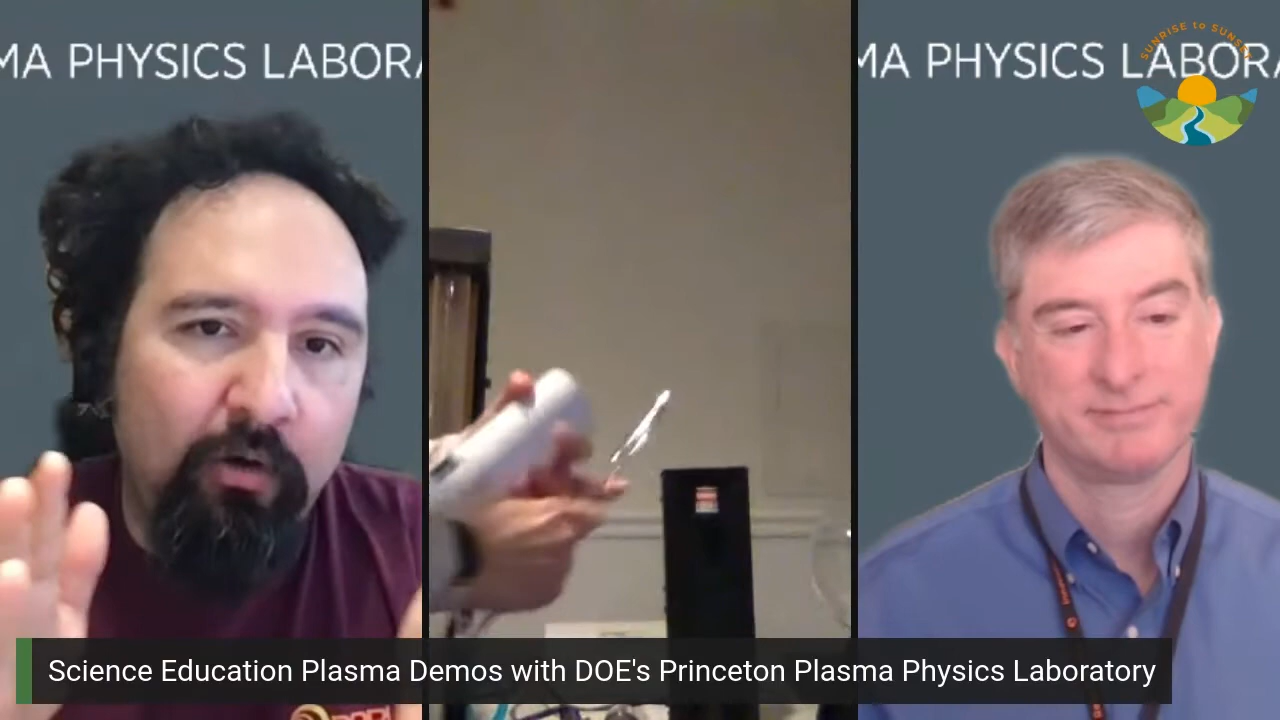 MA PHYSICS LABORA
MA PHYSICS LABORA
SUNRISE to SUNSET
Science Education Plasma Demos with DOE's Princeton Plasma Physics Laboratory